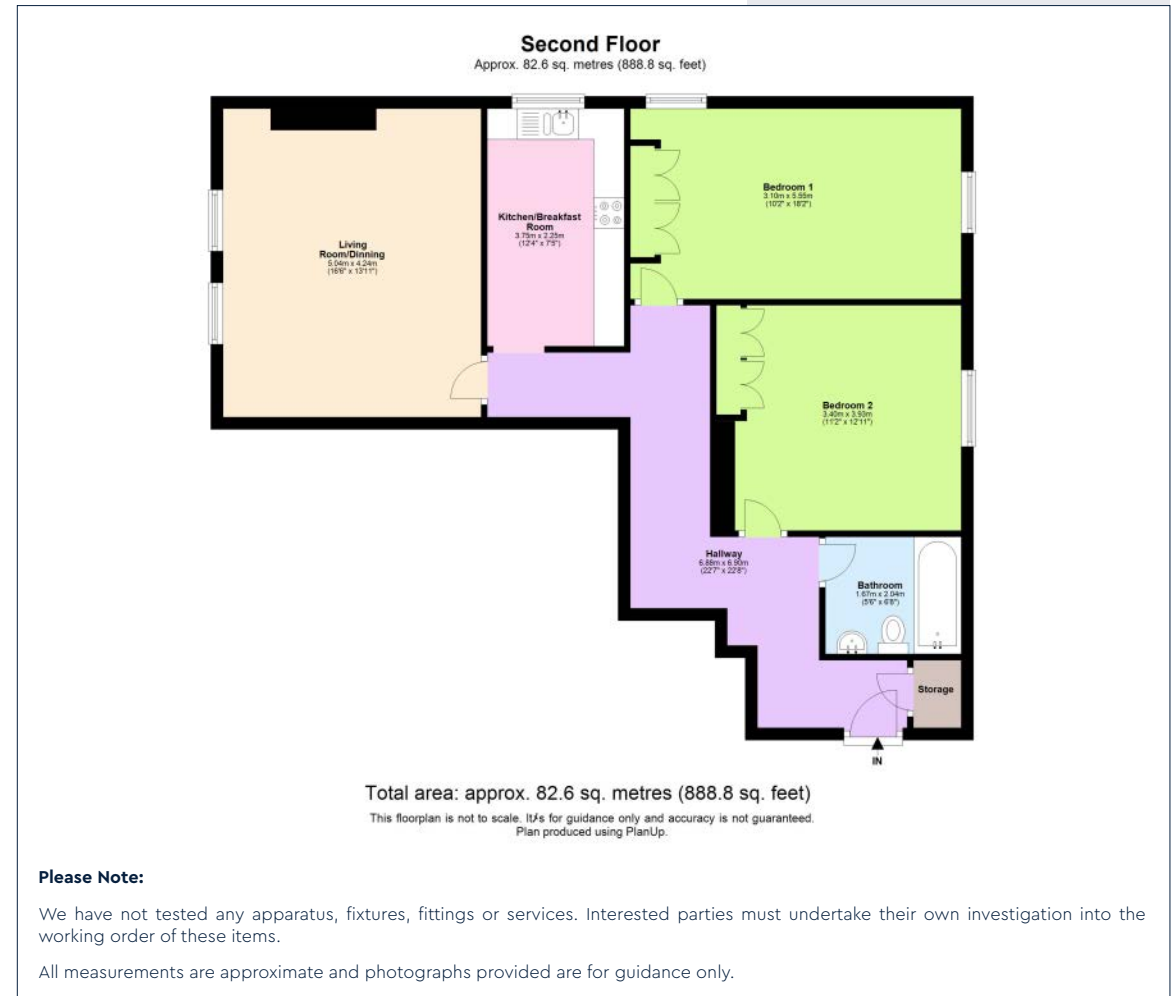 Second Floor
Approx. 82.6 sq. metres (888.8 sq. feet)
Living
Room/Dinning
5.04m x 4.24m
(16'6" x 13'11")
Kitchen/Breakfast
Room
3.75m x 2.25m
(12'4" x 7'5")
Bedroom 1
3.10m x 5.55m
(10'2" x 18'2")
Bedroom 2
3.40m x 3.93m
(11'2" x 12'11")
Hallway
6.88m x 6.90m
(22'7" x 22'8")
Bathroom
1.67m x 2.04m
(5'6" x 6'8")
Storage
IN
Total area: approx. 82.6 sq. metres (888.8 sq. feet)
This floorplan is not to scale. It/s for guidance only and accuracy is not guaranteed.
Plan produced using PlanUp.
Please Note:
We have not tested any apparatus, fixtures, fittings or services. Interested parties must undertake their own investigation into the
working order of these items.
All measurements are approximate and photographs provided are for guidance only.